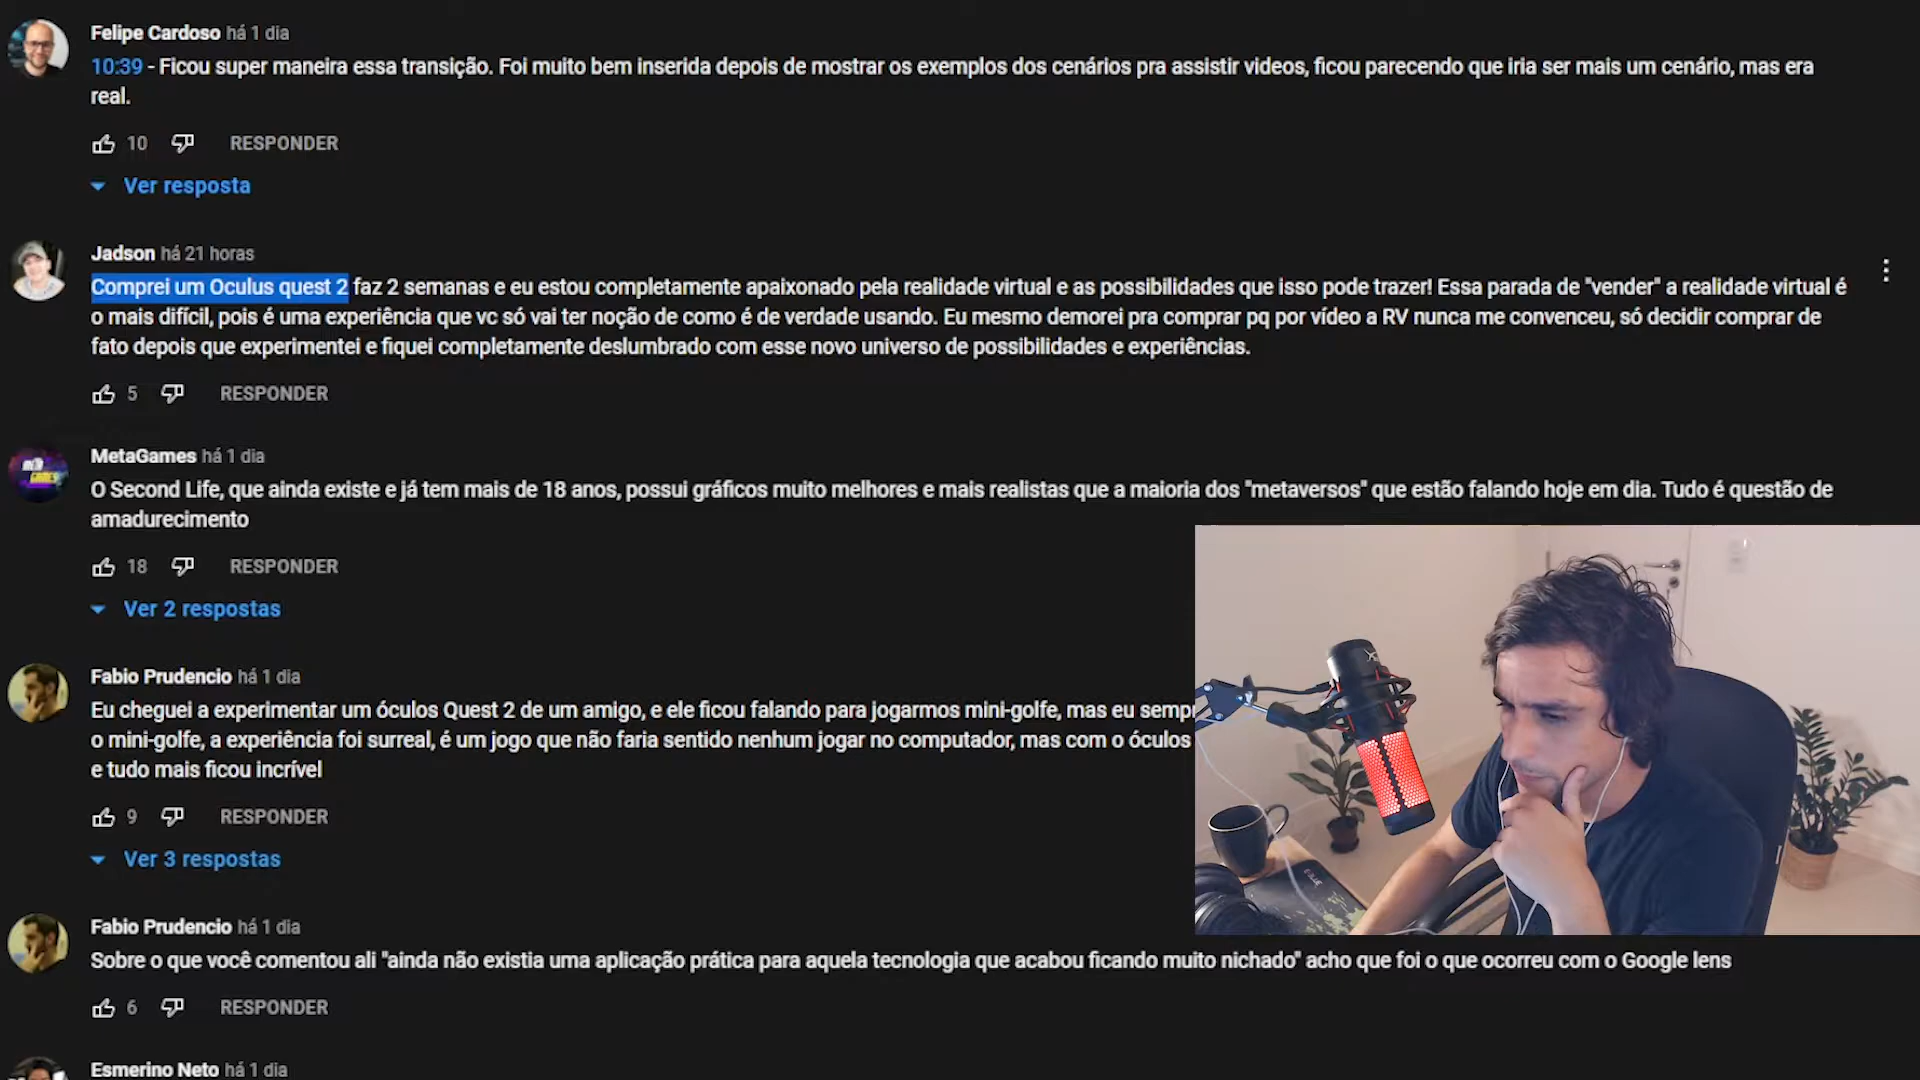 Felipe Cardoso há 1 dia
10:39 - Ficou super maneira essa transição. Foi muito bem inserida depois de mostrar os exemplos dos cenários pra assistir videos, ficou parecendo que iria ser mais um cenário, mas era
real.
10 RESPONDER
Ver resposta
Jadson há 21 horas
Comprei um Oculus quest 2 faz 2 semanas e eu estou completamente apaixonado pela realidade virtual e as possibilidades que isso pode trazer! Essa parada de "vender" a realidade virtual é
o mais difícil, pois é uma experiência que vc só vai ter noção de como é de verdade usando. Eu mesmo demorei pra comprar pq por vídeo a RV nunca me convenceu, só decidir comprar de
fato depois que experimentei e fiquei completamente deslumbrado com esse novo universo de possibilidades e experiências.
5 RESPONDER
MetaGames há 1 dia
O Second Life, que ainda existe e já tem mais de 18 anos, possui gráficos muito melhores e mais realistas que a maioria dos "metaversos" que estão falando hoje em dia. Tudo é questão de
amadurecimento
18 RESPONDER
Ver 2 respostas
Fabio Prudencio há 1 dia
Eu cheguei a experimentar um óculos Quest 2 de um amigo, e ele ficou falando para jogarmos mini-golfe, mas eu semp
o mini-golfe, a experiência foi surreal, é um jogo que não faria sentido nenhum jogar no computador, mas com o óculos
e tudo mais ficou incrível
9 RESPONDER
Ver 3 respostas
Fabio Prudencio há 1 dia
Sobre o que você comentou ali "ainda não existia uma aplicação prática para aquela tecnologia que acabou ficando muito nichado" acho que foi o que ocorreu com o Google lens
6 RESPONDER
Esmerino Neto há 1 dia